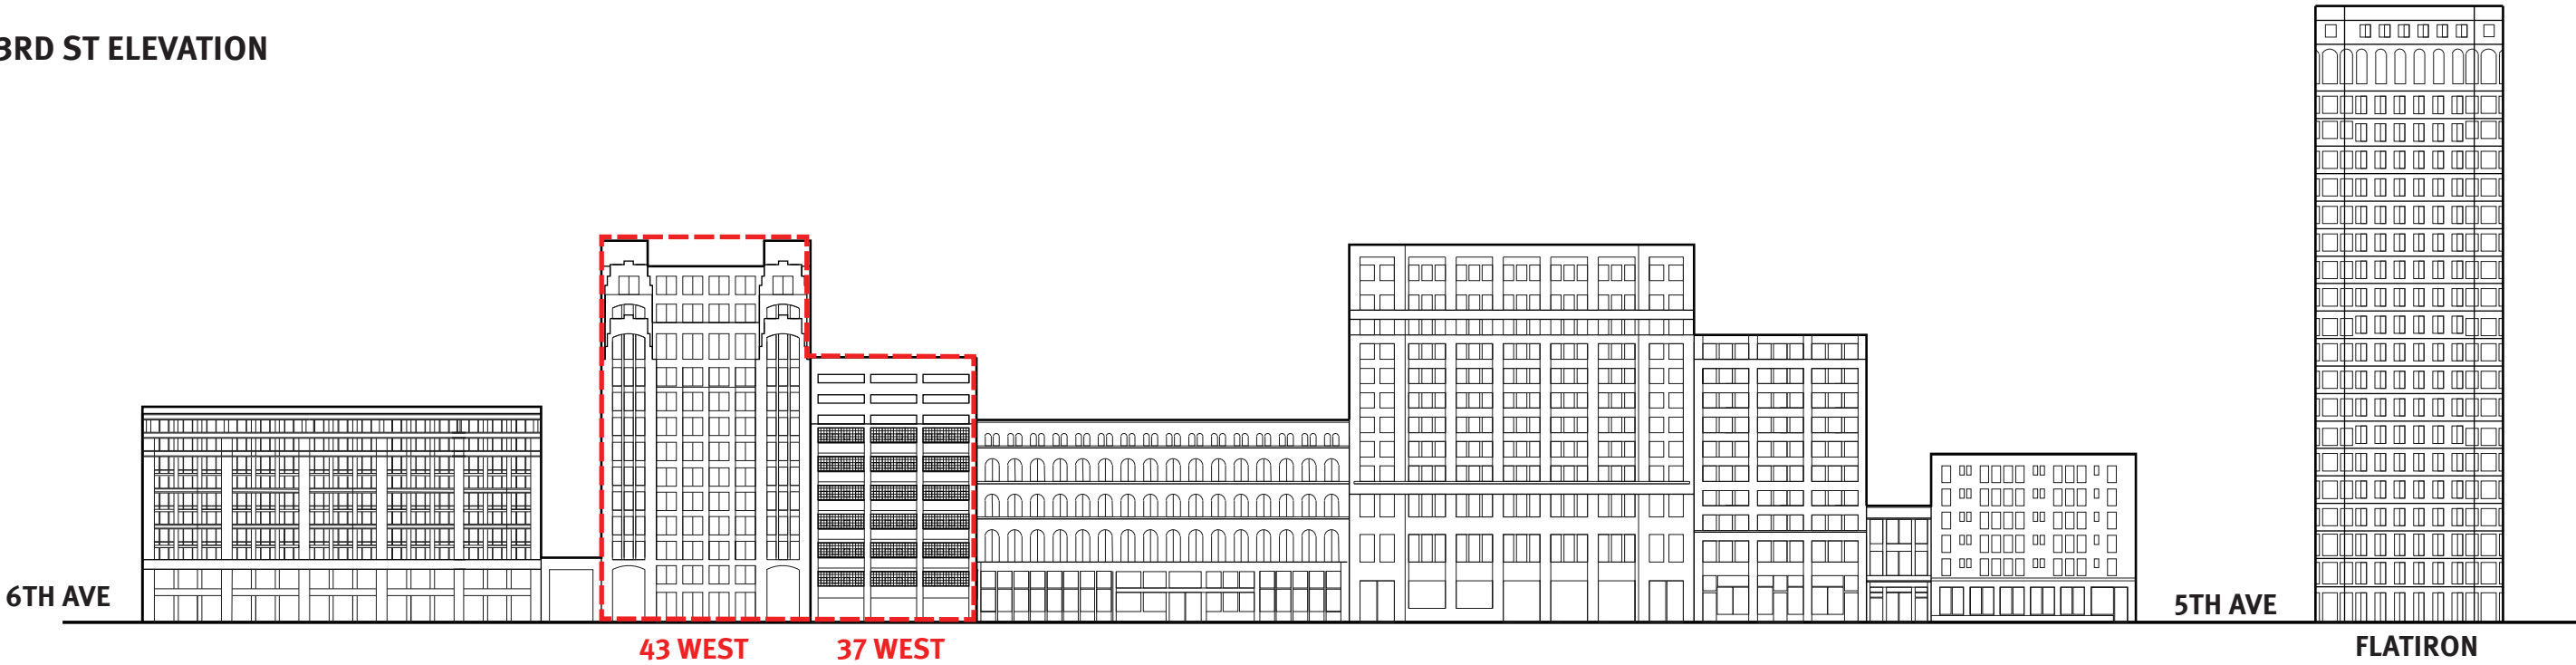 3RD ST ELEVATION
6TH AVE
5TH AVE
43 WEST
37 WEST
FLATIRON